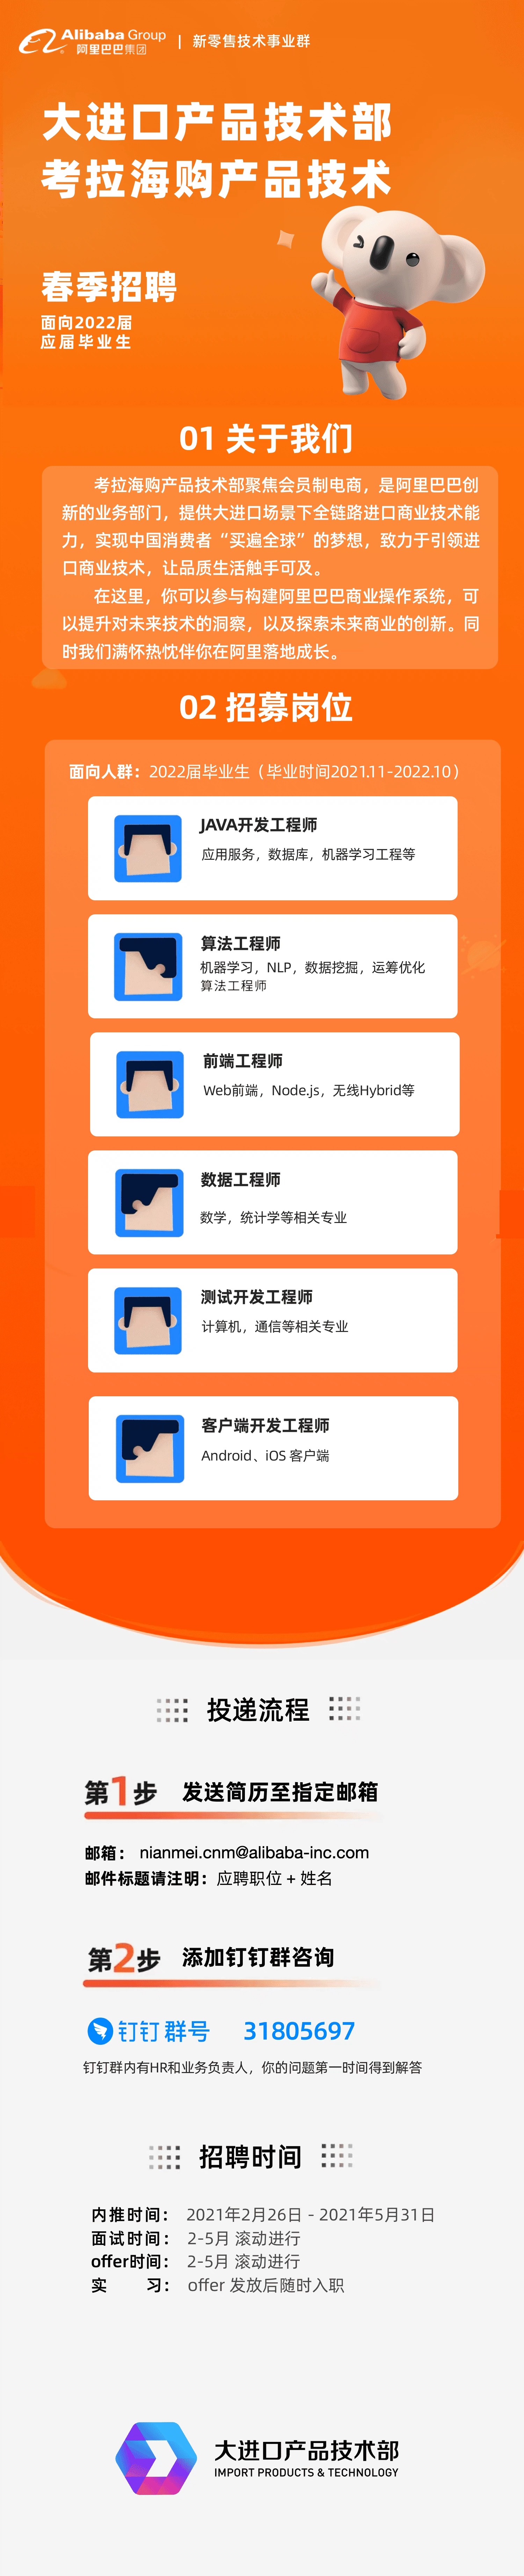 Alibaba Group
阿里巴巴集团
| 新零售技术事业群
大进口产品技术部
考拉海购产品技术
春季招聘
面向2022届
应届毕业生
01 关于我们
考拉海购产品技术部聚焦会员制电商，是阿里巴巴创
新的业务部门，提供大进口场景下全链路进口商业技术能
力，实现中国消费者“买遍全球”的梦想，致力于引领进
口商业技术，让品质生活触手可及。
在这里，你可以参与构建阿里巴巴商业操作系统，可
以提升对未来技术的洞察，以及探索未来商业的创新。同
时我们满怀热忱伴你在阿里落地成长。
02 招募岗位
面向人群：2022届毕业生（毕业时间2021.11-2022.10）
JAVA开发工程师
应用服务，数据库，机器学习工程等
算法工程师
机器学习，NLP，数据挖掘，运筹优化
算法工程师
前端工程师
Web前端，Node.js，无线Hybrid等
数据工程师
数学，统计学等相关专业
测试开发工程师
计算机，通信等相关专业
客户端开发工程师
Android、iOS 客户端
投递流程
第1步 发送简历至指定邮箱
邮箱： nianmei.cnm@alibaba-inc.com
邮件标题请注明：应聘职位 + 姓名
第2步 添加钉钉群咨询
钉钉 群号 31805697
钉钉群内有HR和业务负责人，你的问题第一时间得到解答
招聘时间
内推时间： 2021年2月26日 - 2021年5月31日
面试时间： 2-5月 滚动进行
offer时间： 2-5月 滚动进行
实 习： offer 发放后随时入职
大进口产品技术部
IMPORT PRODUCTS & TECHNOLOGY